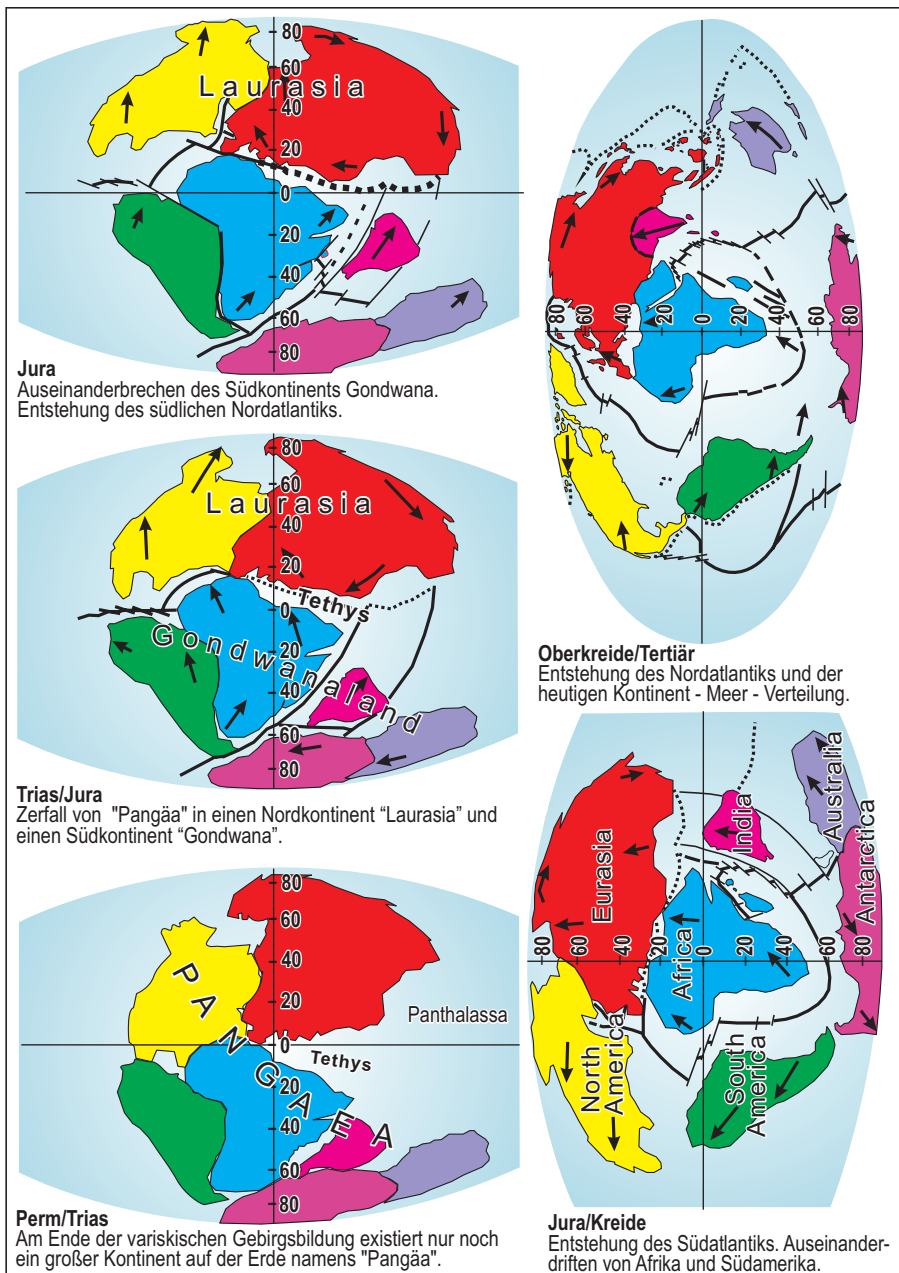 80
60
Laurasia
40
20
0
20
40
60
80
Jura
Auseinanderbrechen des Südkontinents Gondwana.
Entstehung des südlichen Nordatlantiks.
80
60
Laurasia
40
20
Tethys
0
Gondwanaland
20
40
60
80
Trias/Jura
Zerfall von "Pangäa" in einen Nordkontinent “Laurasia” und
einen Südkontinent “Gondwana”.
80
60
PANGAEA
40
20
Panthalassa
0
Tethys
20
40
60
80
Perm/Trias
Am Ende der variskischen Gebirgsbildung existiert nur noch
ein großer Kontinent auf der Erde namens "Pangäa".
80 60 40 0 20 40 80
Oberkreide/Tertiär
Entstehung des Nordatlantiks und der
heutigen Kontinent - Meer - Verteilung.
Australia
India
Eurasia
Antarctica
Africa
80 40 20 0 20 40 60 80
North
America
South
America
Jura/Kreide
Entstehung des Südatlantiks. Auseinander-
driften von Afrika und Südamerika.